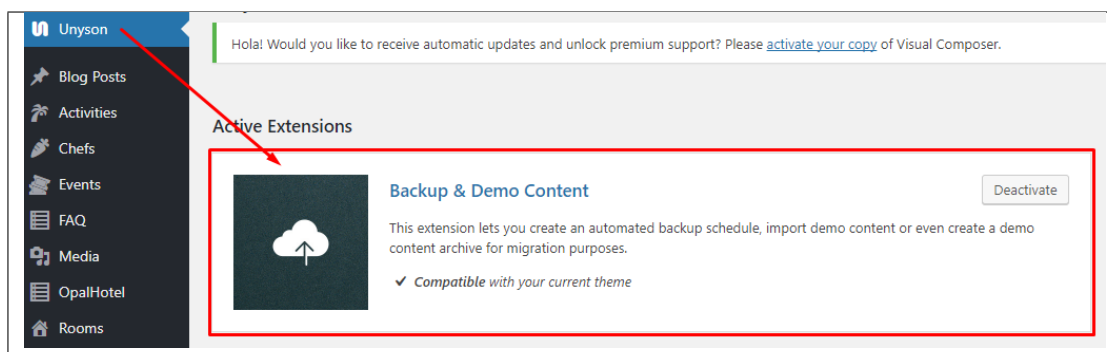 Unyson
Hola! Would you like to receive automatic updates and unlock premium support? Please activate your copy of Visual Composer.
Blog Posts
Activities
Active Extensions
Chefs
Events
Backup & Demo Content
Deactivate
FAQ
This extension lets you create an automated backup schedule, import demo content or even create a demo
content archive for migration purposes.
Media
✓ Compatible with your current theme
OpalHotel
Rooms